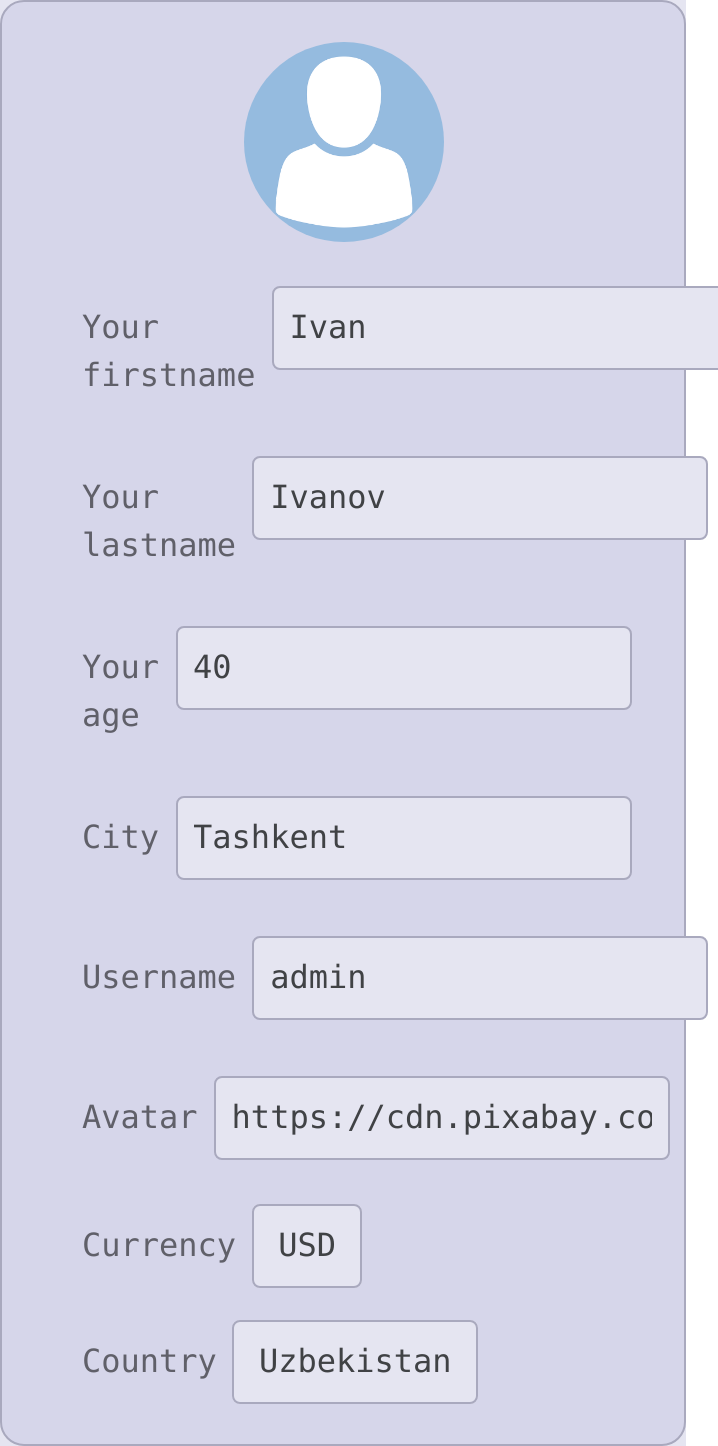 Your Ivan
firstname
Your Ivanov
lastname
Your 40
age
City Tashkent
Username admin
Avatar https://cdn.pixabay.co
Currency USD
Country Uzbekistan